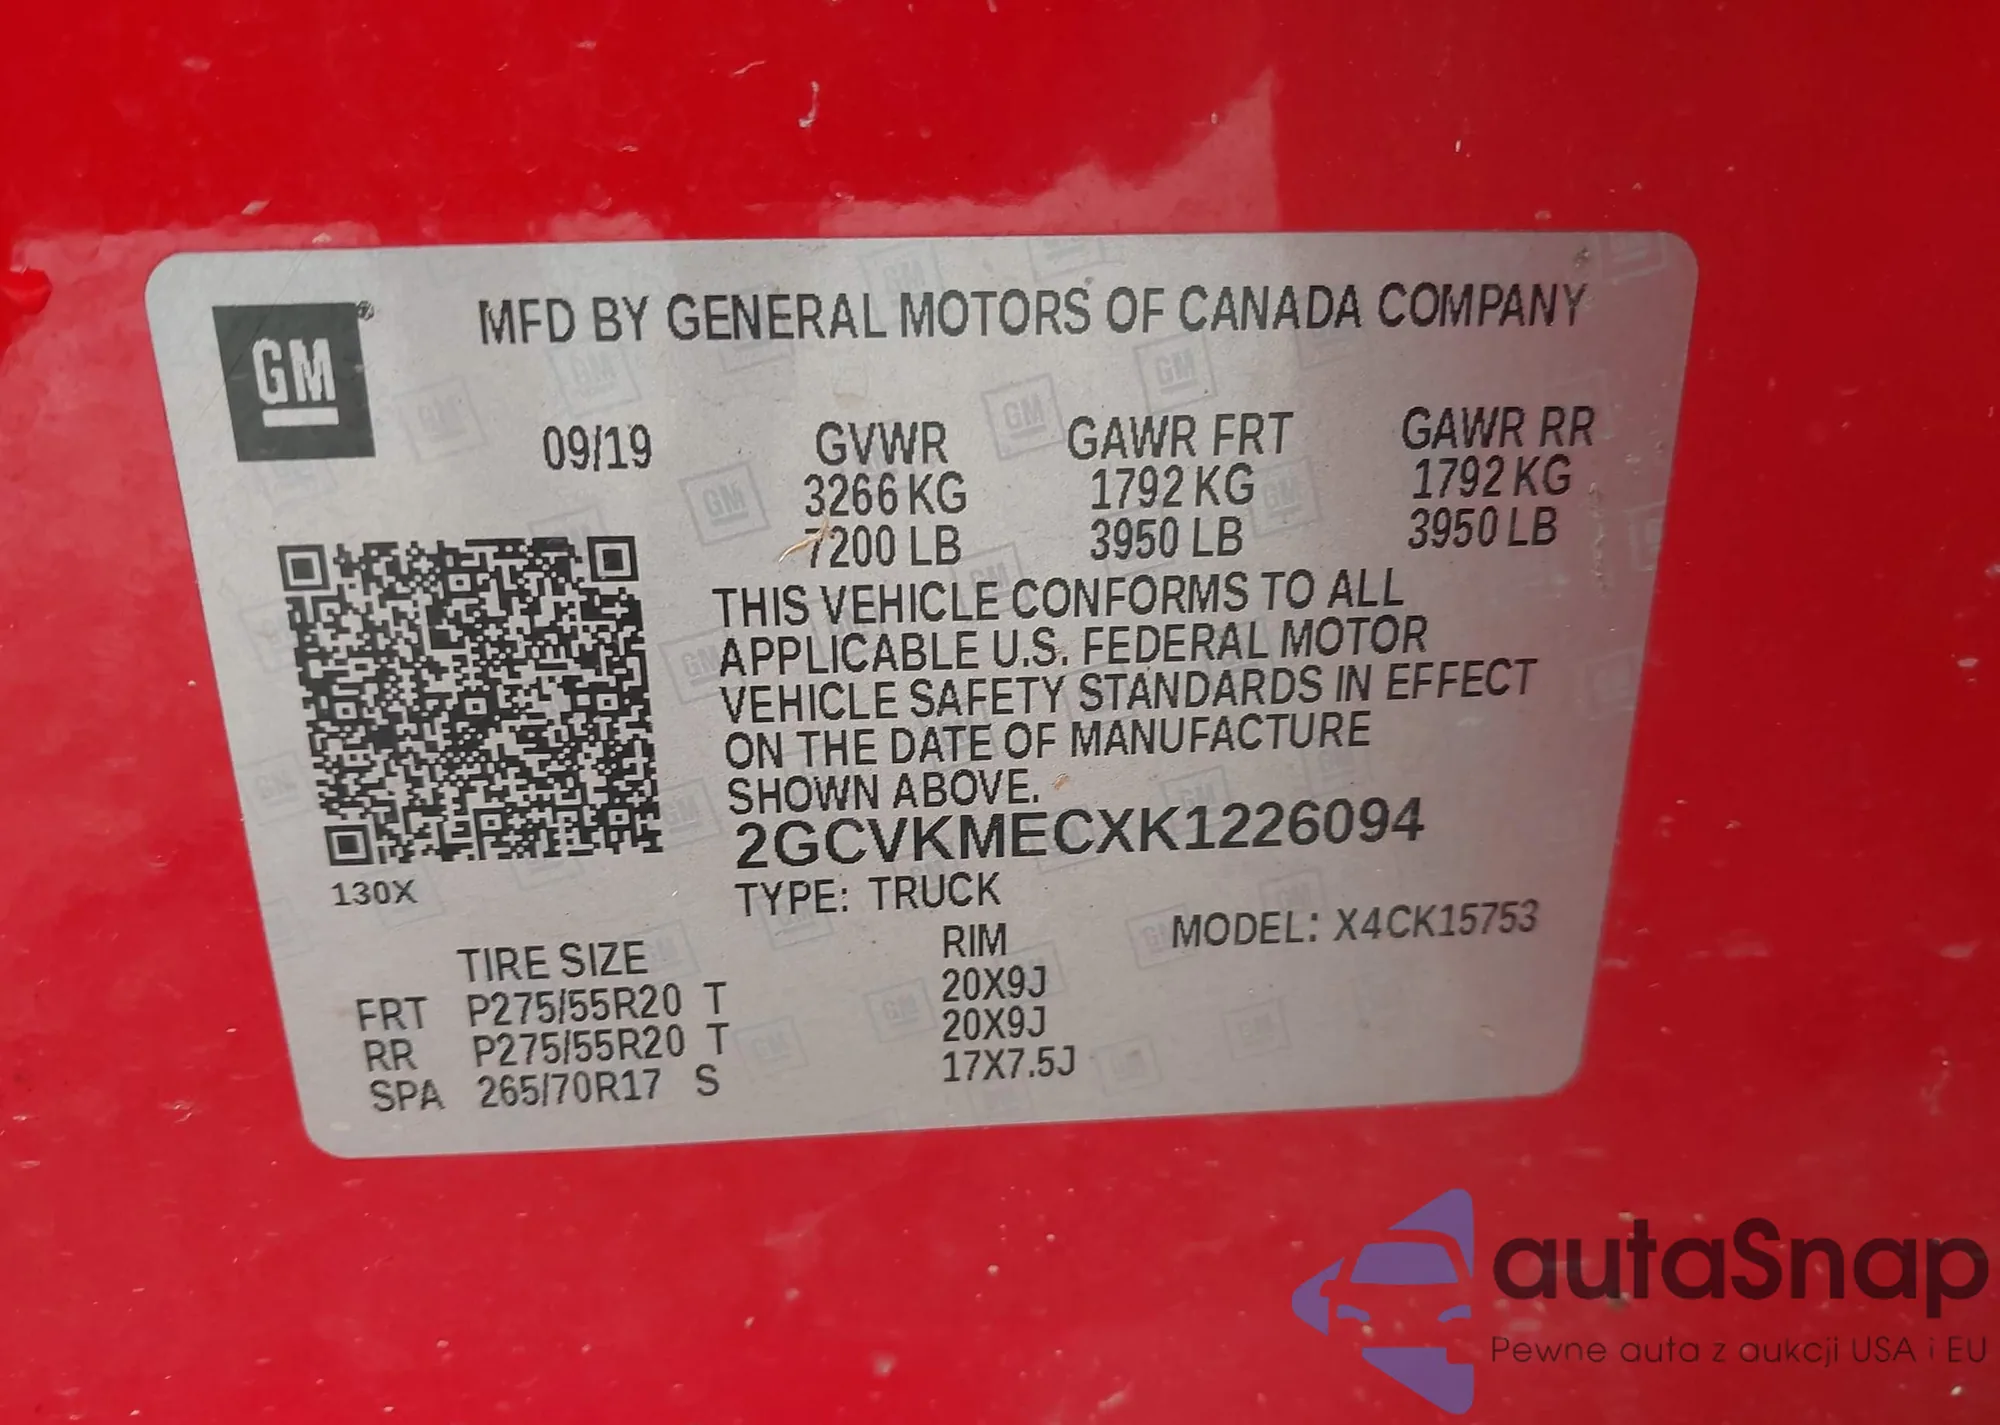 GM
MFD BY GENERAL MOTORS OF CANADA COMPANY
09/19 GVWR GAWR FRT GAWR RR
3266 KG 1792 KG 1792 KG
7200 LB 3950 LB 3950 LB
THIS VEHICLE CONFORMS TO ALL
APPLICABLE U.S. FEDERAL MOTOR
VEHICLE SAFETY STANDARDS IN EFFECT
ON THE DATE OF MANUFACTURE
SHOWN ABOVE.
2GCVKMECXK1226094
130X
TYPE: TRUCK
MODEL: X4CK15753
TIRE SIZE RIM
FRT P275/55R20 T 20X9J
RR P275/55R20 T 20X9J
SPA 265/70R17 S 17X7.5J
autaSnap
Pewne auta z aukcji USA i EU